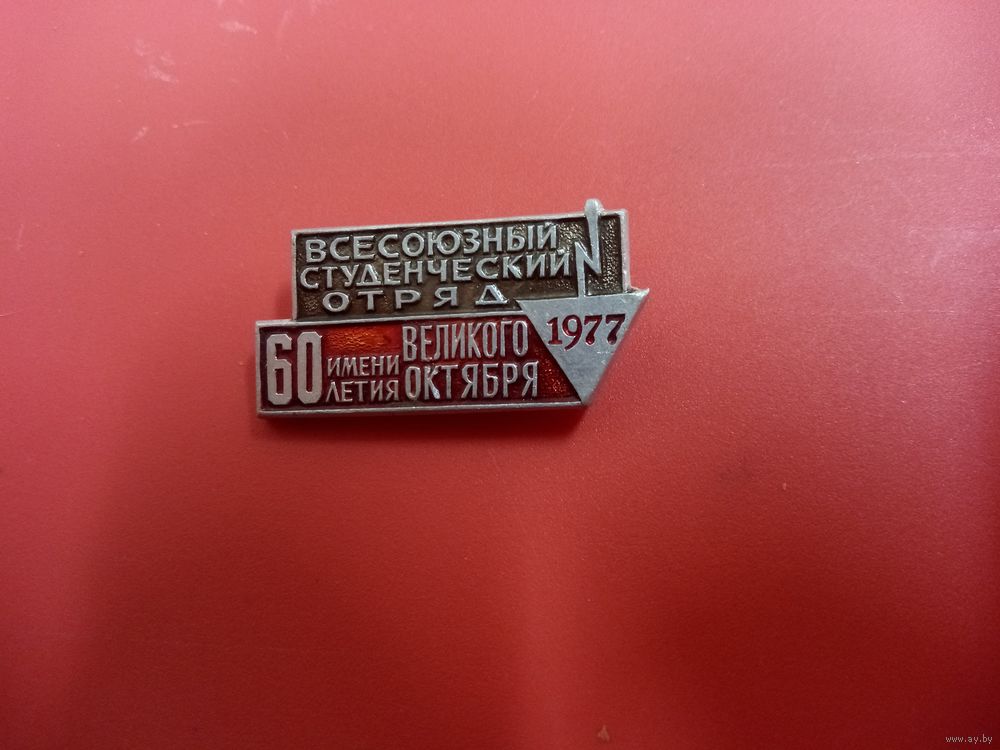 ВСЕСОЮЗНЫЙ
СТУДЕНЧЕСКИЙ
ОТРЯД
60 ИМЕНИ ВЕЛИКОГО
ЛЕТИЯ ОКТЯБРЯ
1977
www.ay.by